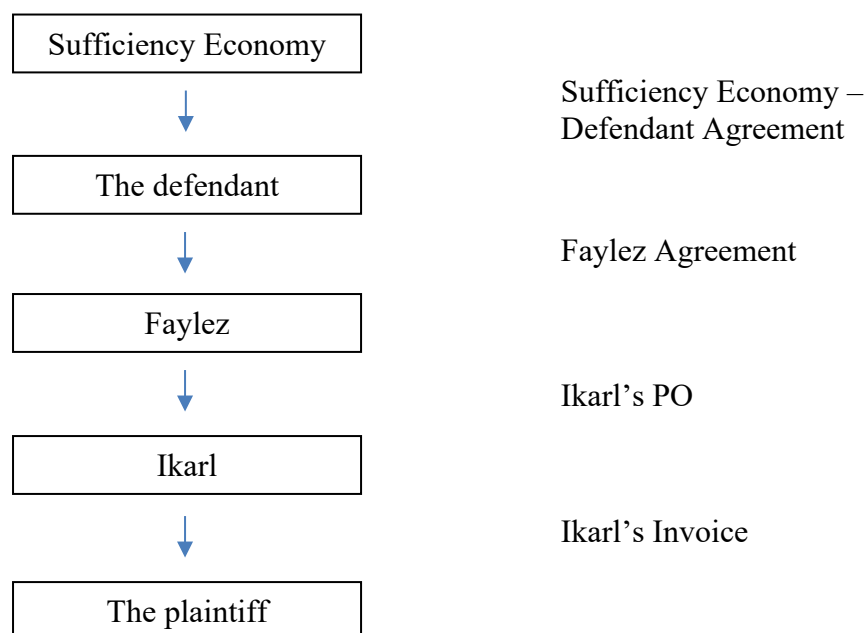 Sufficiency Economy
Sufficiency Economy –
Defendant Agreement
The defendant
Faylez Agreement
Faylez
Ikarl’s PO
Ikarl
Ikarl’s Invoice
The plaintiff